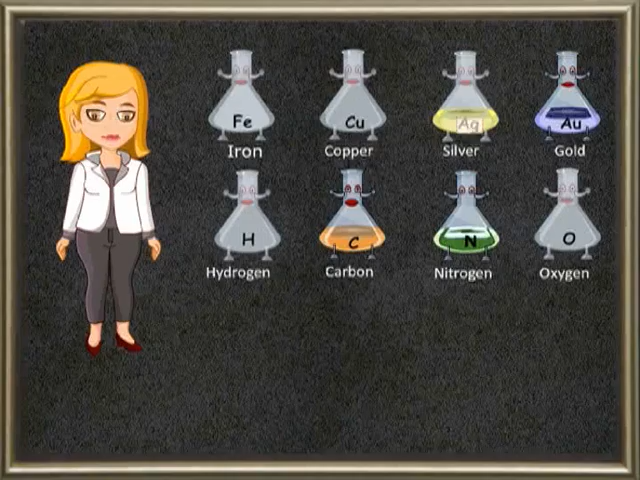 Fe Cu Ag Au
Iron Copper Silver Gold
H C N O
Hydrogen Carbon Nitrogen Oxygen